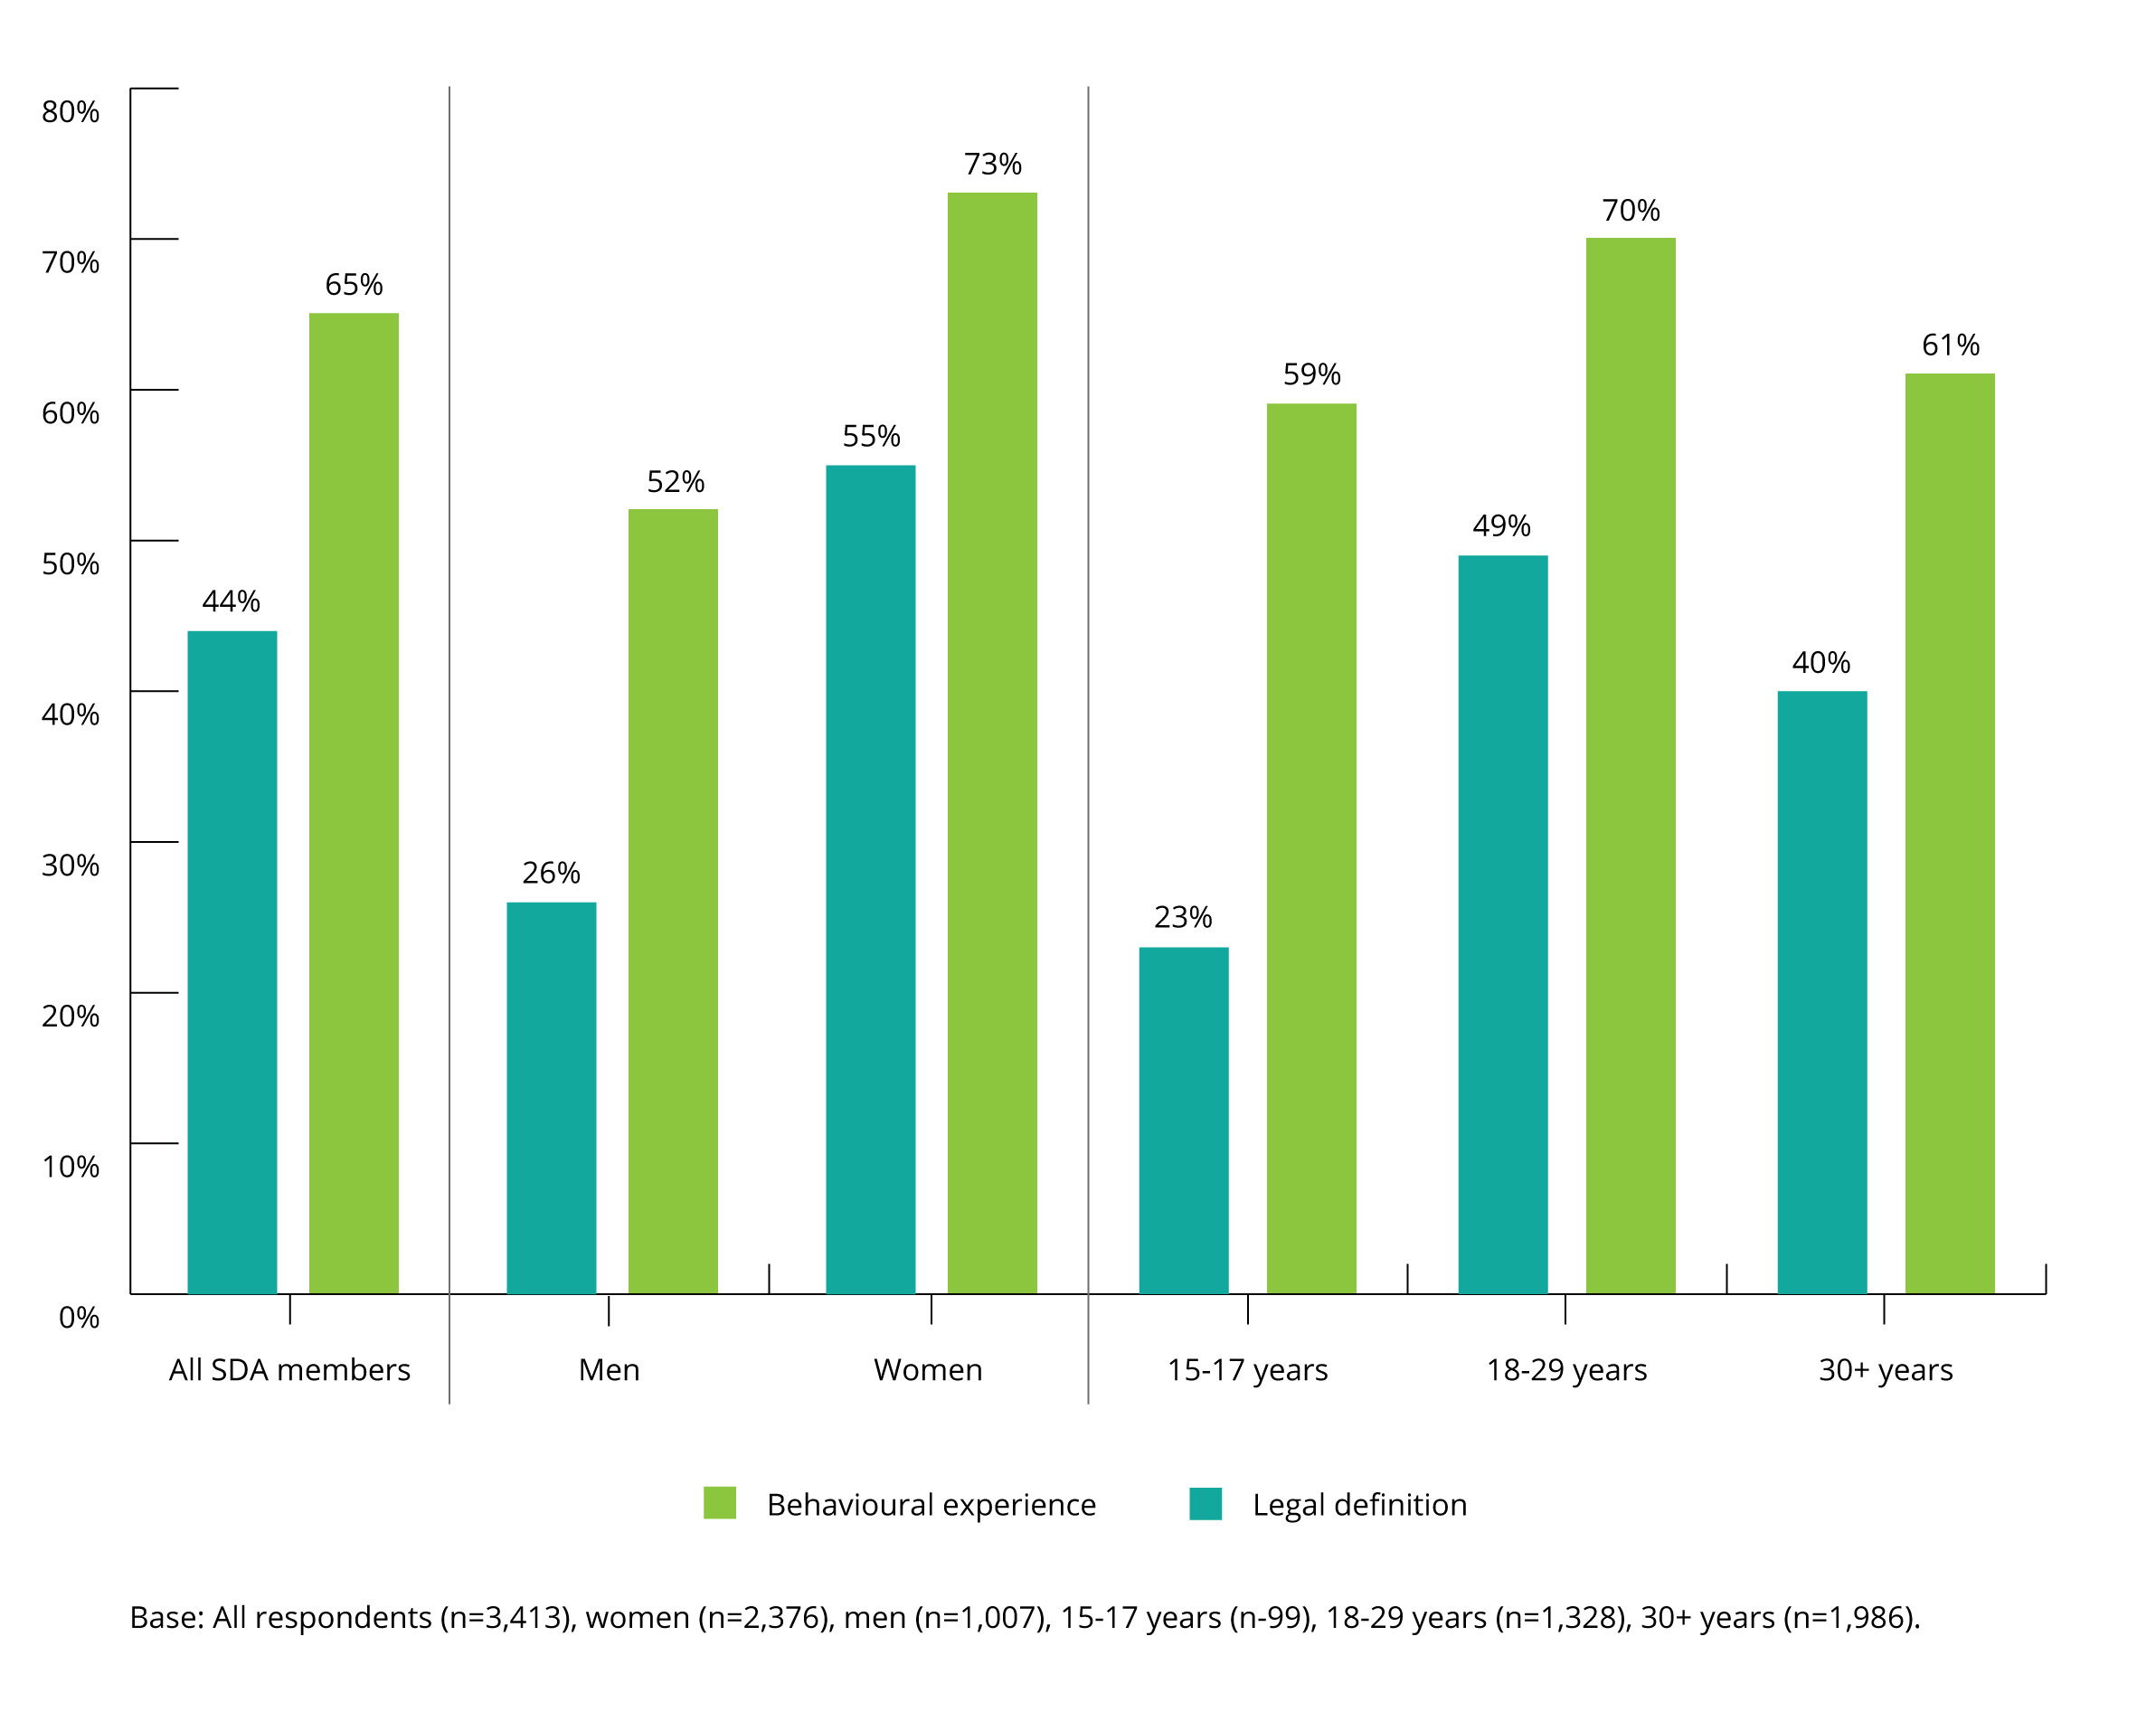 80%
70%
60%
50%
40%
30%
20%
10%
0%
44%
65%
26%
52%
55%
73%
23%
59%
49%
70%
40%
61%
All SDA members
Men
Women
15-17 years
18-29 years
30+ years
Behavioural experience
Legal definition
Base: All respondents (n=3,413), women (n=2,376), men (n=1,007), 15-17 years (n-99), 18-29 years (n=1,328), 30+ years (n=1,986).